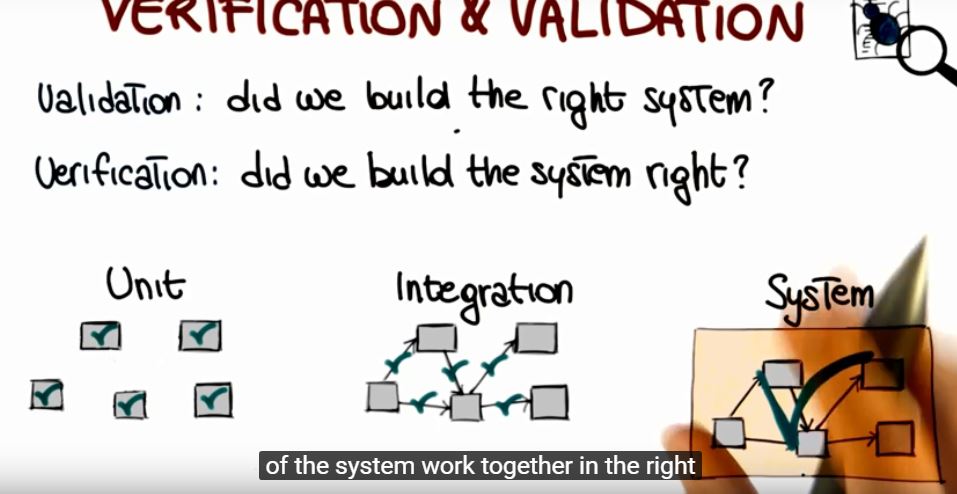 VERIFICATION & VALIDATION
Validation: did we build the right system?
Verification: did we build the system right?
Unit
Integration
System
of the system work together in the right